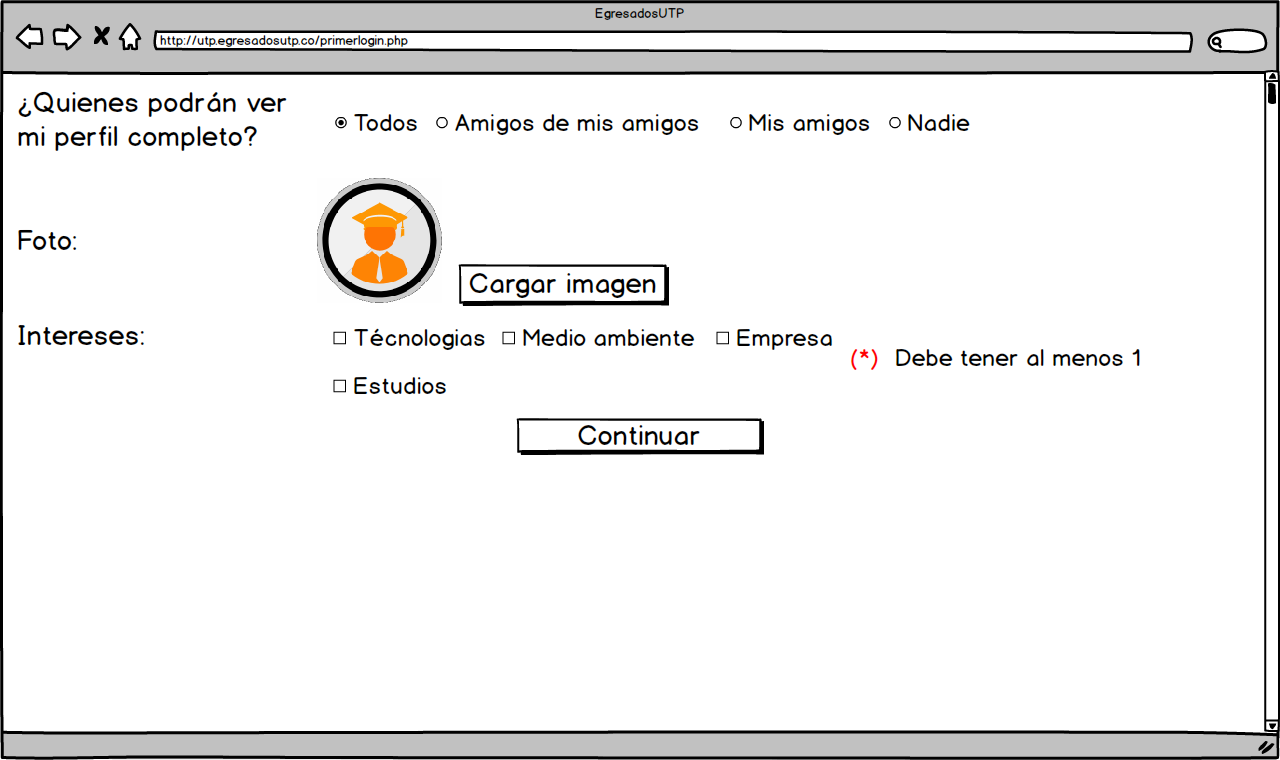 EgresadosUTP
http://utp.egresadosutp.co/primerlogin.php
¿Quienes podrán ver
mi perfil completo?
Todos Amigos de mis amigos Mis amigos Nadie
Foto:
Cargar imagen
Intereses:
Técnologias Medio ambiente Empresa
(*) Debe tener al menos 1
Estudios
Continuar